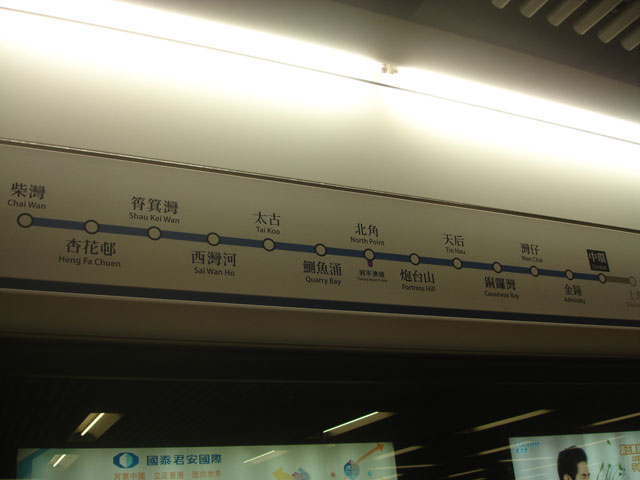 柴灣
Chai Wan
杏花邨
Heng Fa Chuen
筲箕灣
Shau Kei Wan
西灣河
Sai Wan Ho
太古
Tai Koo
鰂魚涌
Quarry Bay
北角
North Point
炮台山
Fortress Hill
天后
Tin Hau
銅鑼灣
Causeway Bay
灣仔
Wan Chai
金鐘
Admiralty
中環
Central
國泰君安國際